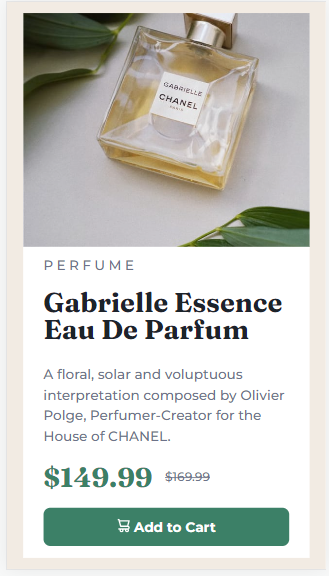 GABRIELLE
CHANEL
PARIS
PERFUME
Gabrielle Essence
Eau De Parfum
A floral, solar and voluptuous
interpretation composed by Olivier
Polge, Perfumer-Creator for the
House of CHANEL.
$149.99 $169.99
Add to Cart